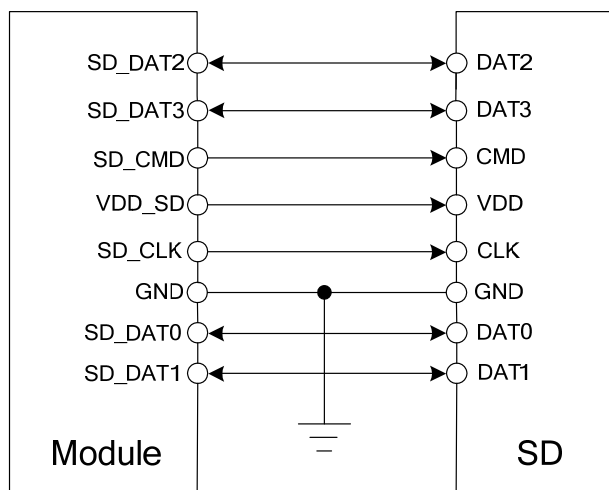 SD_DAT2 DAT2
SD_DAT3 DAT3
SD_CMD CMD
VDD_SD VDD
SD_CLK CLK
GND GND
SD_DAT0 DAT0
SD_DAT1 DAT1
Module SD